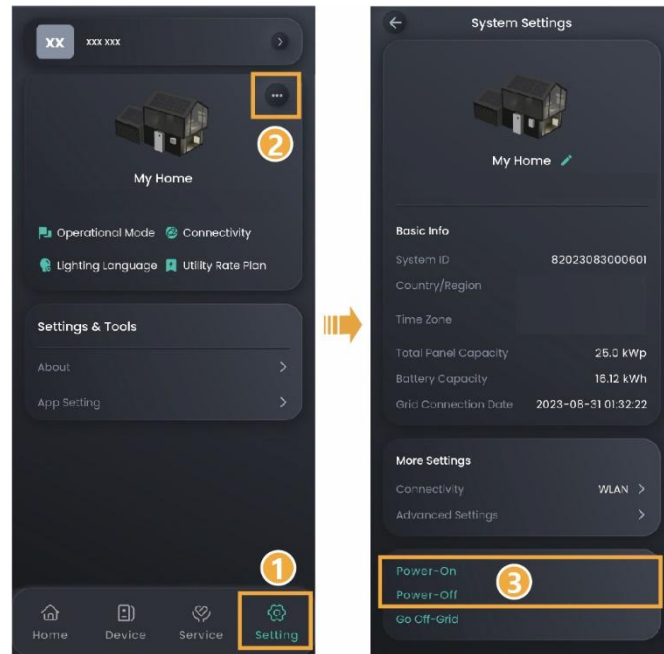 XX xxx xxx
...
2
My Home
Operational Mode Connectivity
Lighting Language Utility Rate Plan
Settings & Tools
About
App Setting
1
Home Device Service Setting
System Settings
My Home
Basic Info
System ID 82023083000601
Country/Region
Time Zone
Total Panel Capacity 25.0 kWp
Battery Capacity 16.12 kWh
Grid Connection Date 2023-08-31 01:32:22
More Settings
Connectivity WLAN
Advanced Settings
Power-On
3
Power-Off
Go Off-Grid